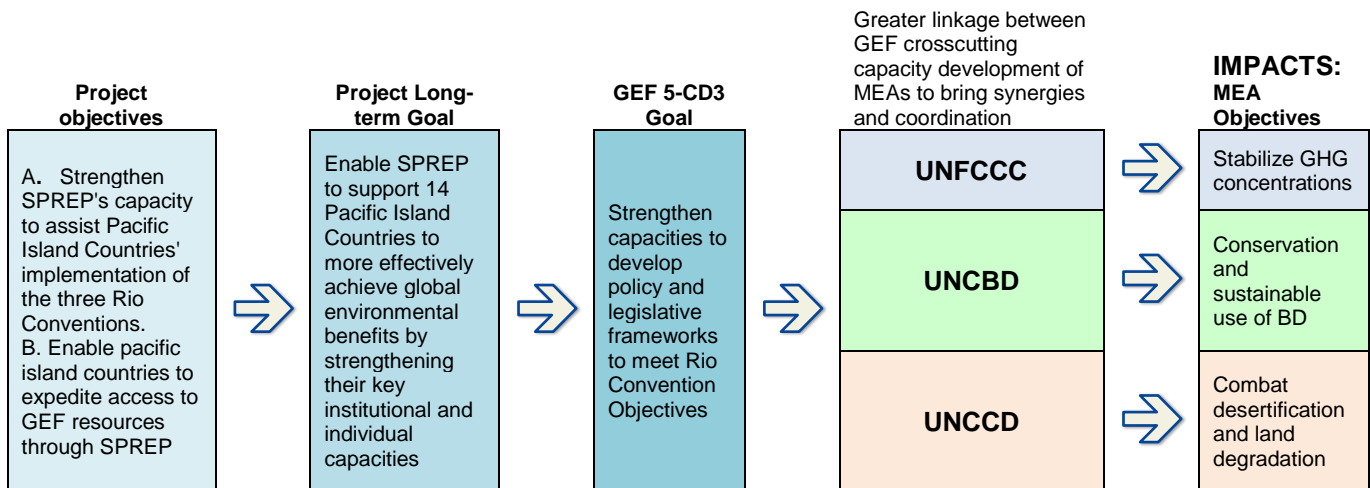 Project
objectives
A. Strengthen
SPREP's capacity
to assist Pacific
Island Countries'
implementation of
the three Rio
Conventions.
B. Enable pacific
island countries to
expedite access to
GEF resources
through SPREP
Project Long-
term Goal
Enable SPREP
to support 14
Pacific Island
Countries to
more effectively
achieve global
environmental
benefits by
strengthening
their key
institutional and
individual
capacities
GEF 5-CD3
Goal
Strengthen
capacities to
develop
policy and
legislative
frameworks
to meet Rio
Convention
Objectives
Greater linkage between
GEF crosscutting
capacity development of
MEAs to bring synergies
and coordination
UNFCCC
UNCBD
UNCCD
IMPACTS:
MEA
Objectives
Stabilize GHG
concentrations
Conservation
and
sustainable
use of BD
Combat
desertification
and land
degradation